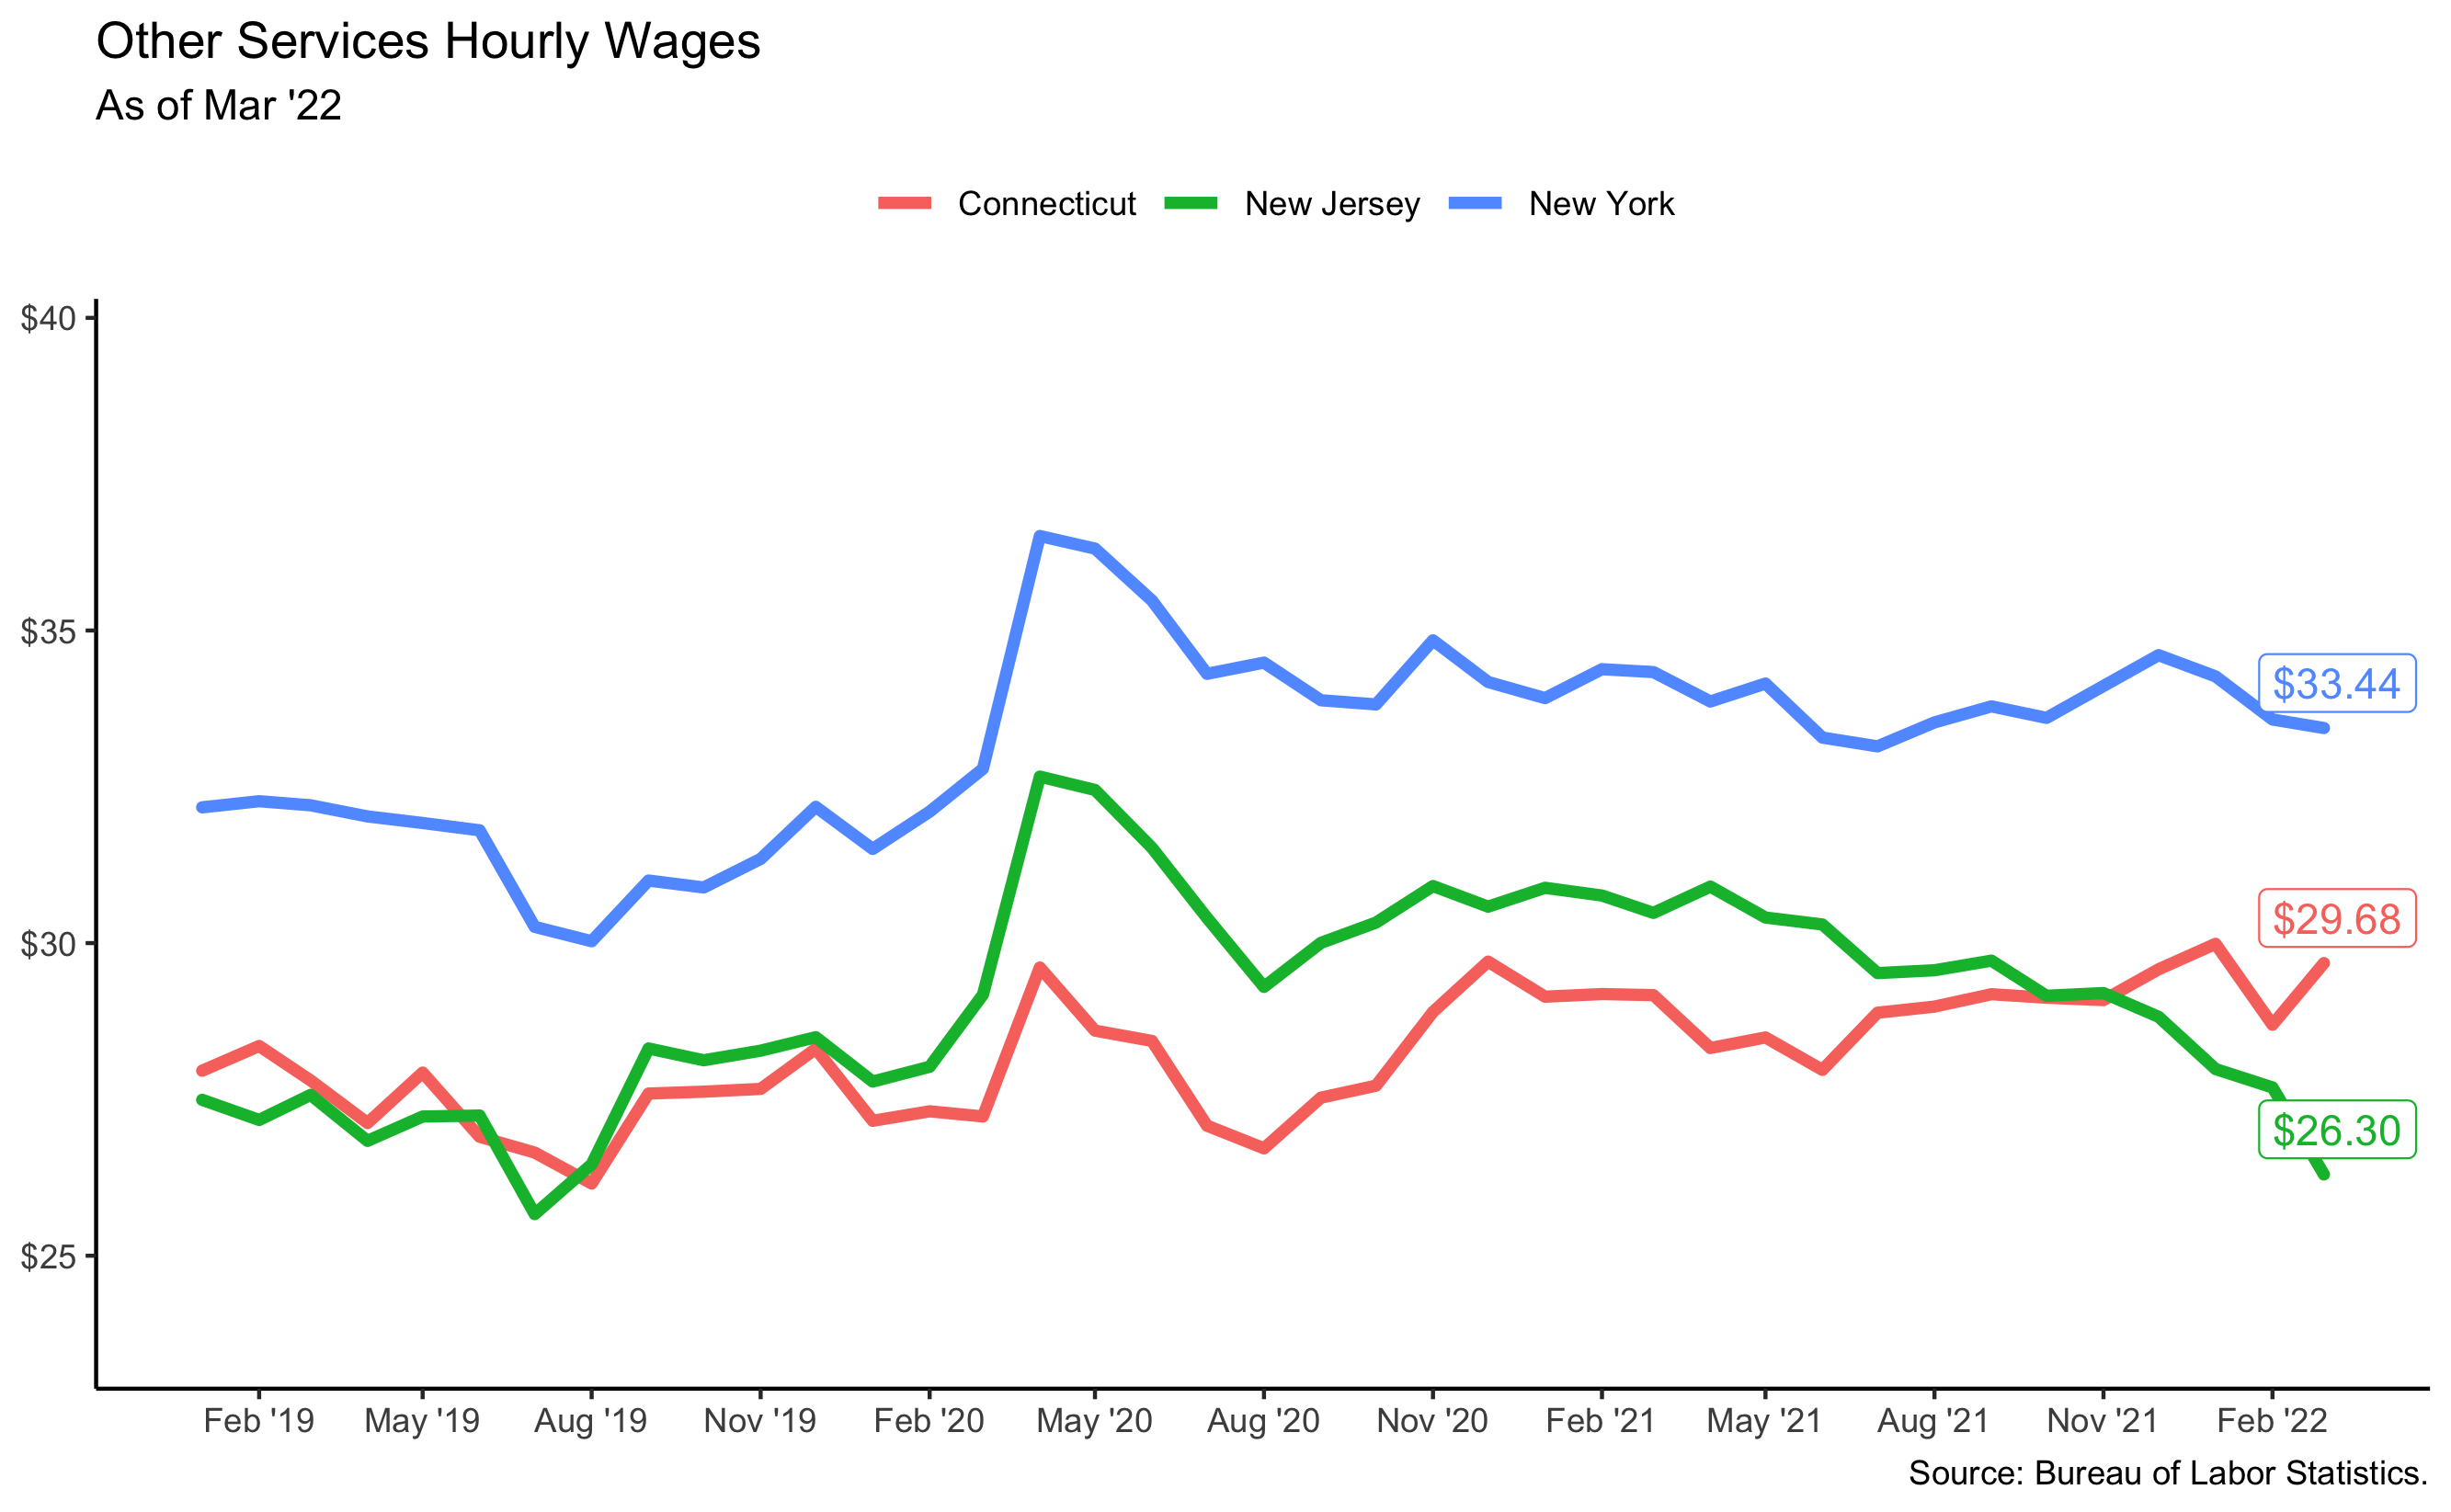 Other Services Hourly Wages
As of Mar '22
Connecticut New Jersey New York
$40
$35
$30
$25
$33.44
$29.68
$26.30
Feb '19 May '19 Aug '19 Nov '19 Feb '20 May '20 Aug '20 Nov '20 Feb '21 May '21 Aug '21 Nov '21 Feb '22
Source: Bureau of Labor Statistics.